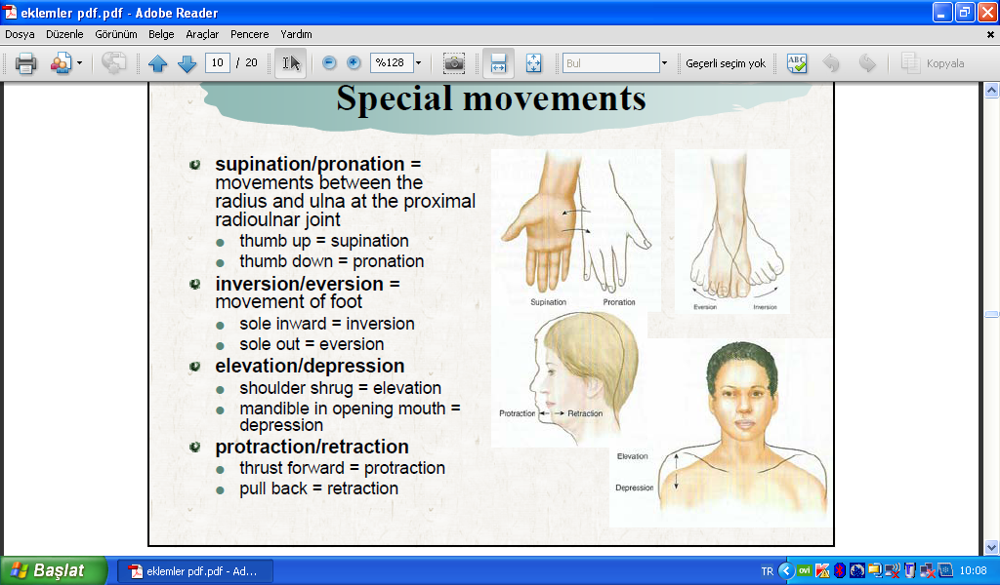 eklemler pdf.pdf - Adobe Reader
Dosya Düzenle Görünüm Belge Araçlar Pencere Yardım
10 / 20 %128 Bul Geçerli seçim yok ABC Kopyala
Special movements
supination/pronation =
movements between the
radius and ulna at the proximal
radioulnar joint
thumb up = supination
thumb down = pronation
inversion/eversion =
movement of foot
sole inward = inversion
sole out = eversion
elevation/depression
shoulder shrug = elevation
mandible in opening mouth =
depression
protraction/retraction
thrust forward = protraction
pull back = retraction
Supination Pronation
Eversion Inversion
Protraction Retraction
Elevation
Depression
Başlat eklemler pdf.pdf - Ad... TR ovi 10:08